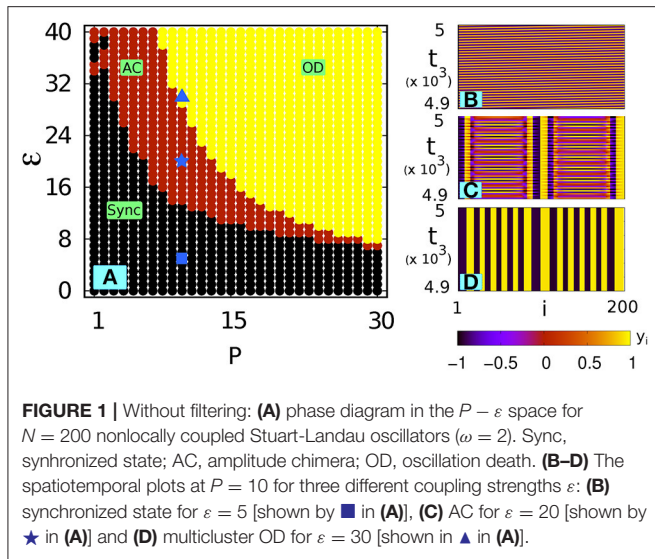 40
32
24
16
8
0
ε
AC
OD
Sync
A
1
15
30
P
5
t
(x 10³)
4.9
B
5
t
(x 10³)
4.9
C
5
t
(x 10³)
4.9
D
1
i
200
yᵢ
−1
−0.5
0
0.5
1
FIGURE 1 | Without filtering: (A) phase diagram in the P − ε space for
N = 200 nonlocally coupled Stuart-Landau oscillators (ω = 2). Sync,
synhronized state; AC, amplitude chimera; OD, oscillation death. (B–D) The
spatiotemporal plots at P = 10 for three different coupling strengths ε: (B)
synchronized state for ε = 5 [shown by ■ in (A)], (C) AC for ε = 20 [shown by
★ in (A)] and (D) multicluster OD for ε = 30 [shown in ▲ in (A)].